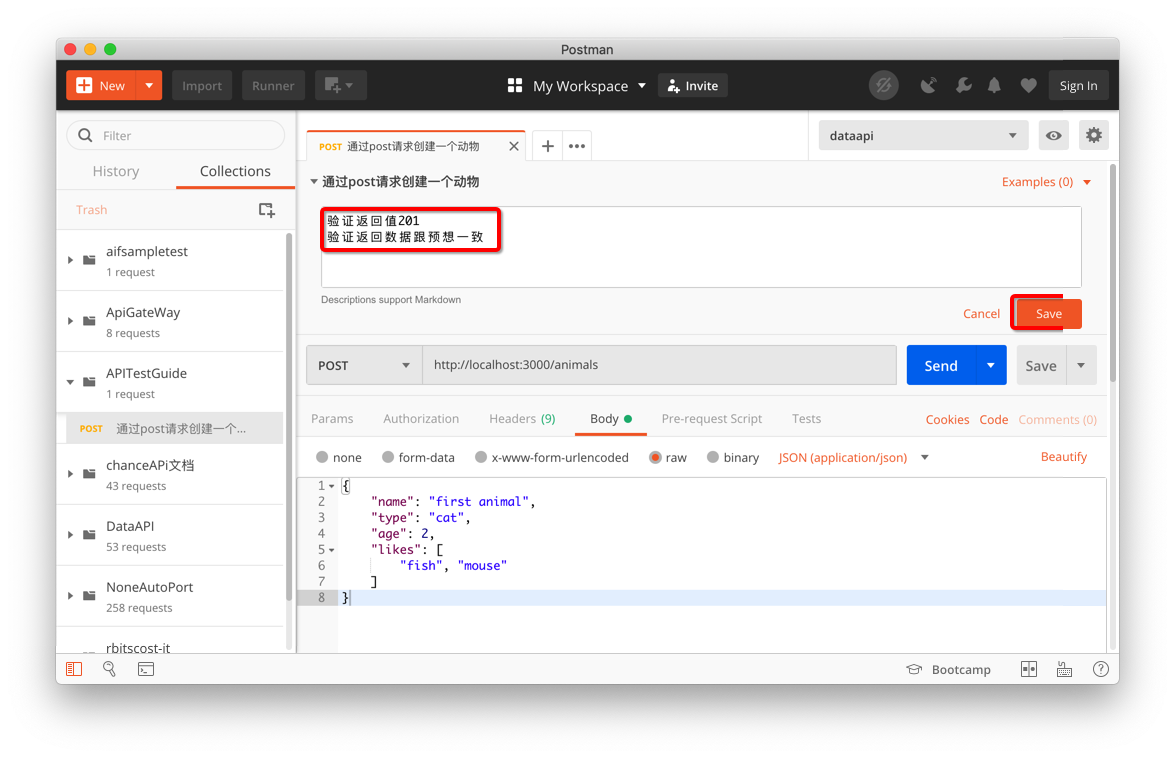 Postman
New
Import
Runner
My Workspace
Invite
Sign In
Filter
History
Collections
Trash
aifsampletest
1 request
ApiGateWay
8 requests
APITestGuide
1 request
POST 通过post请求创建一个...
chanceAPi文档
43 requests
DataAPI
53 requests
NoneAutoPort
258 requests
rbitscost-it
POST 通过post请求创建一个动物
dataapi
通过post请求创建一个动物
Examples (0)
验证返回值201
验证返回数据跟预想一致
Descriptions support Markdown
Cancel
Save
POST
http://localhost:3000/animals
Send
Save
Params
Authorization
Headers (9)
Body
Pre-request Script
Tests
Cookies
Code
Comments (0)
none
form-data
x-www-form-urlencoded
raw
binary
JSON (application/json)
Beautify
1 {
2 "name": "first animal",
3 "type": "cat",
4 "age": 2,
5 "likes": [
6 "fish", "mouse"
7 ]
8 }
Bootcamp